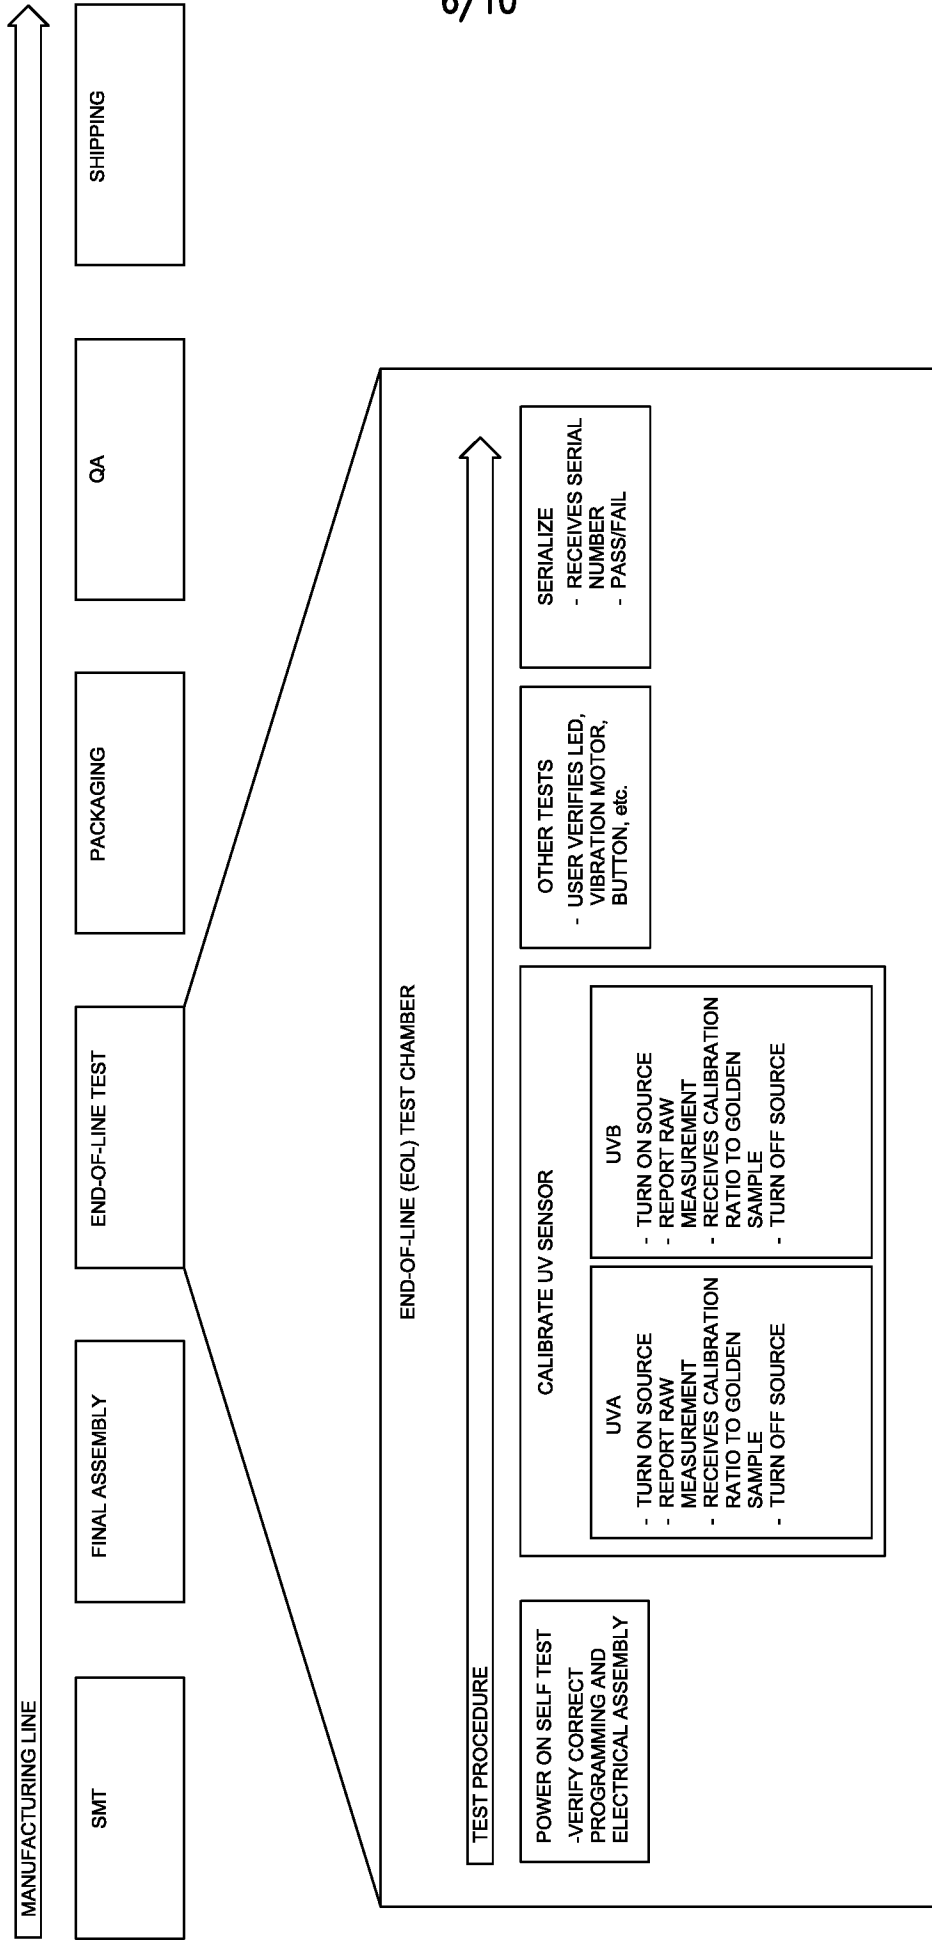 6/10
MANUFACTURING LINE
SMT
FINAL ASSEMBLY
END-OF-LINE TEST
PACKAGING
QA
SHIPPING
END-OF-LINE (EOL) TEST CHAMBER
TEST PROCEDURE
POWER ON SELF TEST
-VERIFY CORRECT
PROGRAMMING AND
ELECTRICAL ASSEMBLY
CALIBRATE UV SENSOR
UVA
- TURN ON SOURCE
- REPORT RAW
MEASUREMENT
- RECEIVES CALIBRATION
RATIO TO GOLDEN
SAMPLE
- TURN OFF SOURCE
UVB
- TURN ON SOURCE
- REPORT RAW
MEASUREMENT
- RECEIVES CALIBRATION
RATIO TO GOLDEN
SAMPLE
- TURN OFF SOURCE
OTHER TESTS
- USER VERIFIES LED,
VIBRATION MOTOR,
BUTTON, etc.
SERIALIZE
- RECEIVES SERIAL
NUMBER
- PASS/FAIL